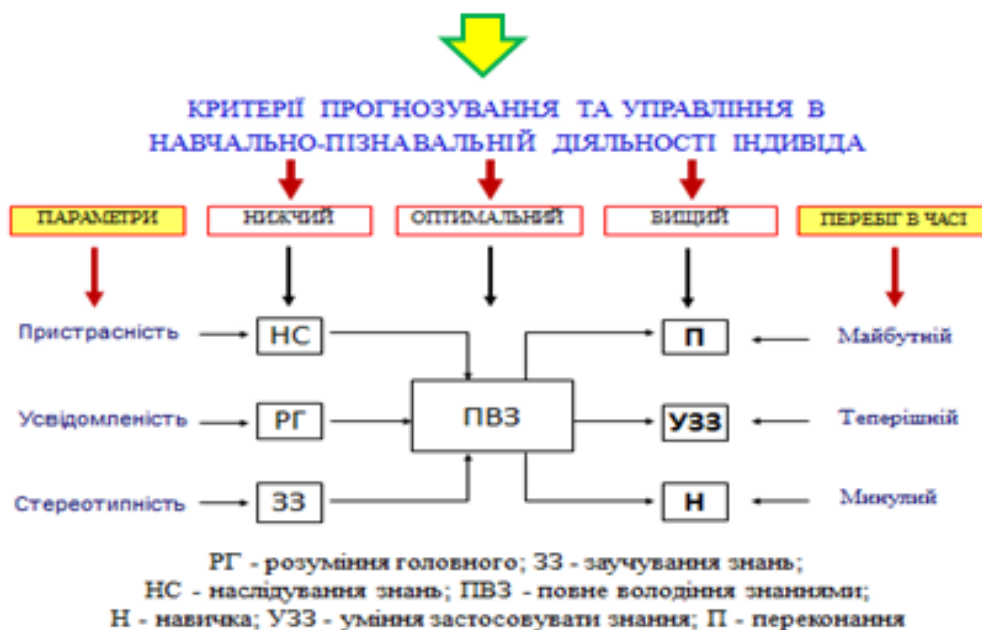 КРИТЕРІЇ ПРОГНОЗУВАННЯ ТА УПРАВЛІННЯ В
НАВЧАЛЬНО-ПІЗНАВАЛЬНІЙ ДІЯЛЬНОСТІ ІНДИВІДА
ПАРАМЕТРИ НИЖЧИЙ ОПТИМАЛЬНИЙ ВИЩИЙ ПЕРЕБІГ В ЧАСІ
Пристрасність НС П Майбутній
Усвідомленість РГ ПВЗ УЗЗ Теперішній
Стереотипність ЗЗ Н Минулий
РГ - розуміння головного; ЗЗ - заучування знань;
НС - наслідування знань; ПВЗ - повне володіння знаннями;
Н - навичка; УЗЗ - уміння застосовувати знання; П - переконання